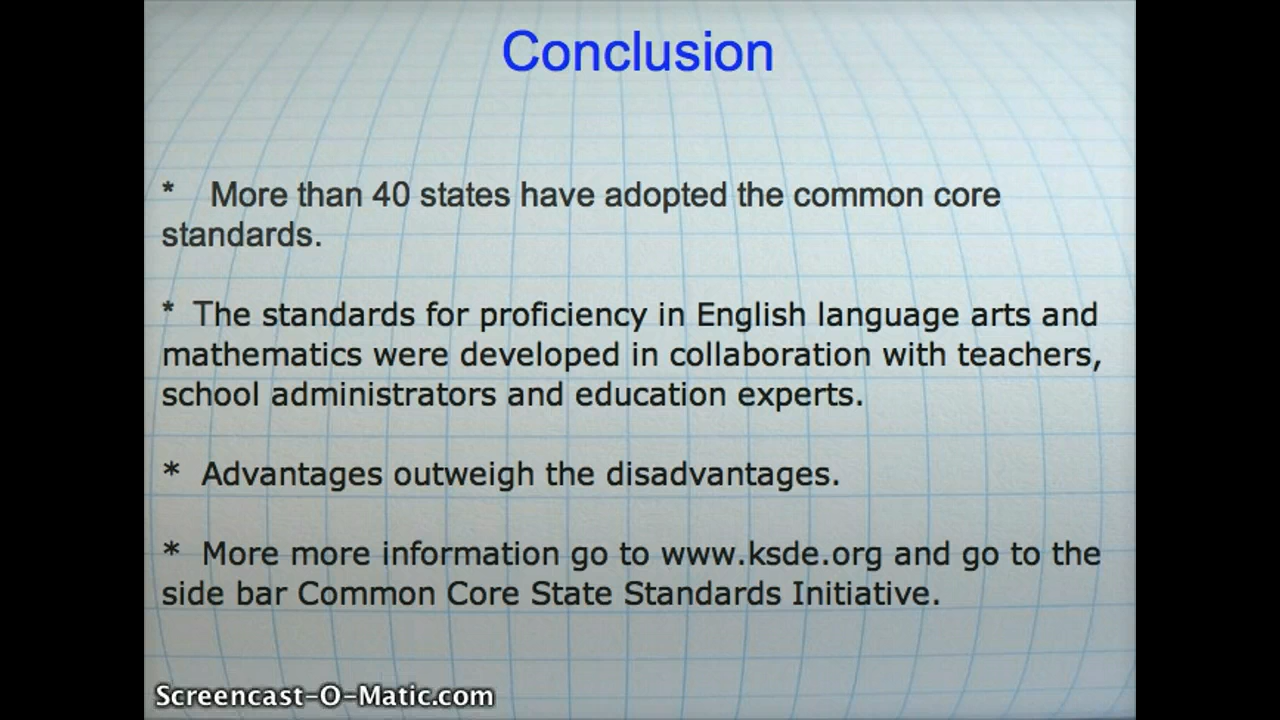 Conclusion
* More than 40 states have adopted the common core
standards.
* The standards for proficiency in English language arts and
mathematics were developed in collaboration with teachers,
school administrators and education experts.
* Advantages outweigh the disadvantages.
* More more information go to www.ksde.org and go to the
side bar Common Core State Standards Initiative.
Screencast-O-Matic.com